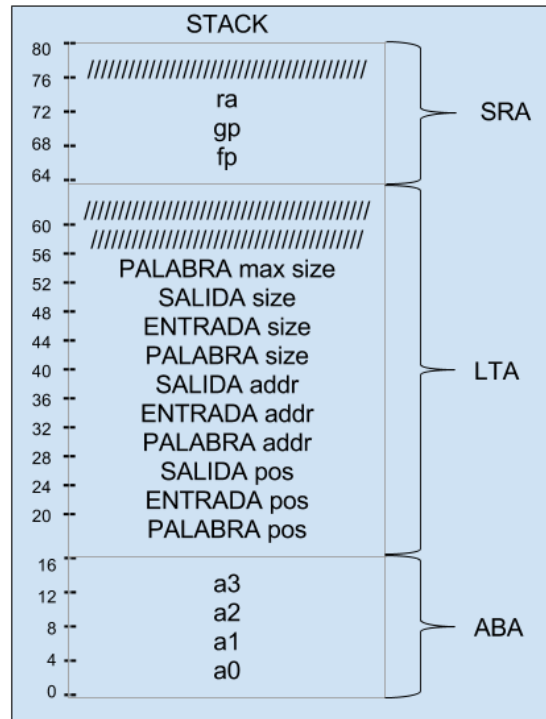 STACK
80
////////////////////////////////////////////
76
ra
72
gp
SRA
68
fp
64
////////////////////////////////////////////
60
////////////////////////////////////////////
56
PALABRA max size
52
SALIDA size
48
ENTRADA size
44
PALABRA size
40
SALIDA addr
LTA
36
ENTRADA addr
32
PALABRA addr
28
SALIDA pos
24
ENTRADA pos
20
PALABRA pos
16
a3
12
a2
8
a1
ABA
4
a0
0